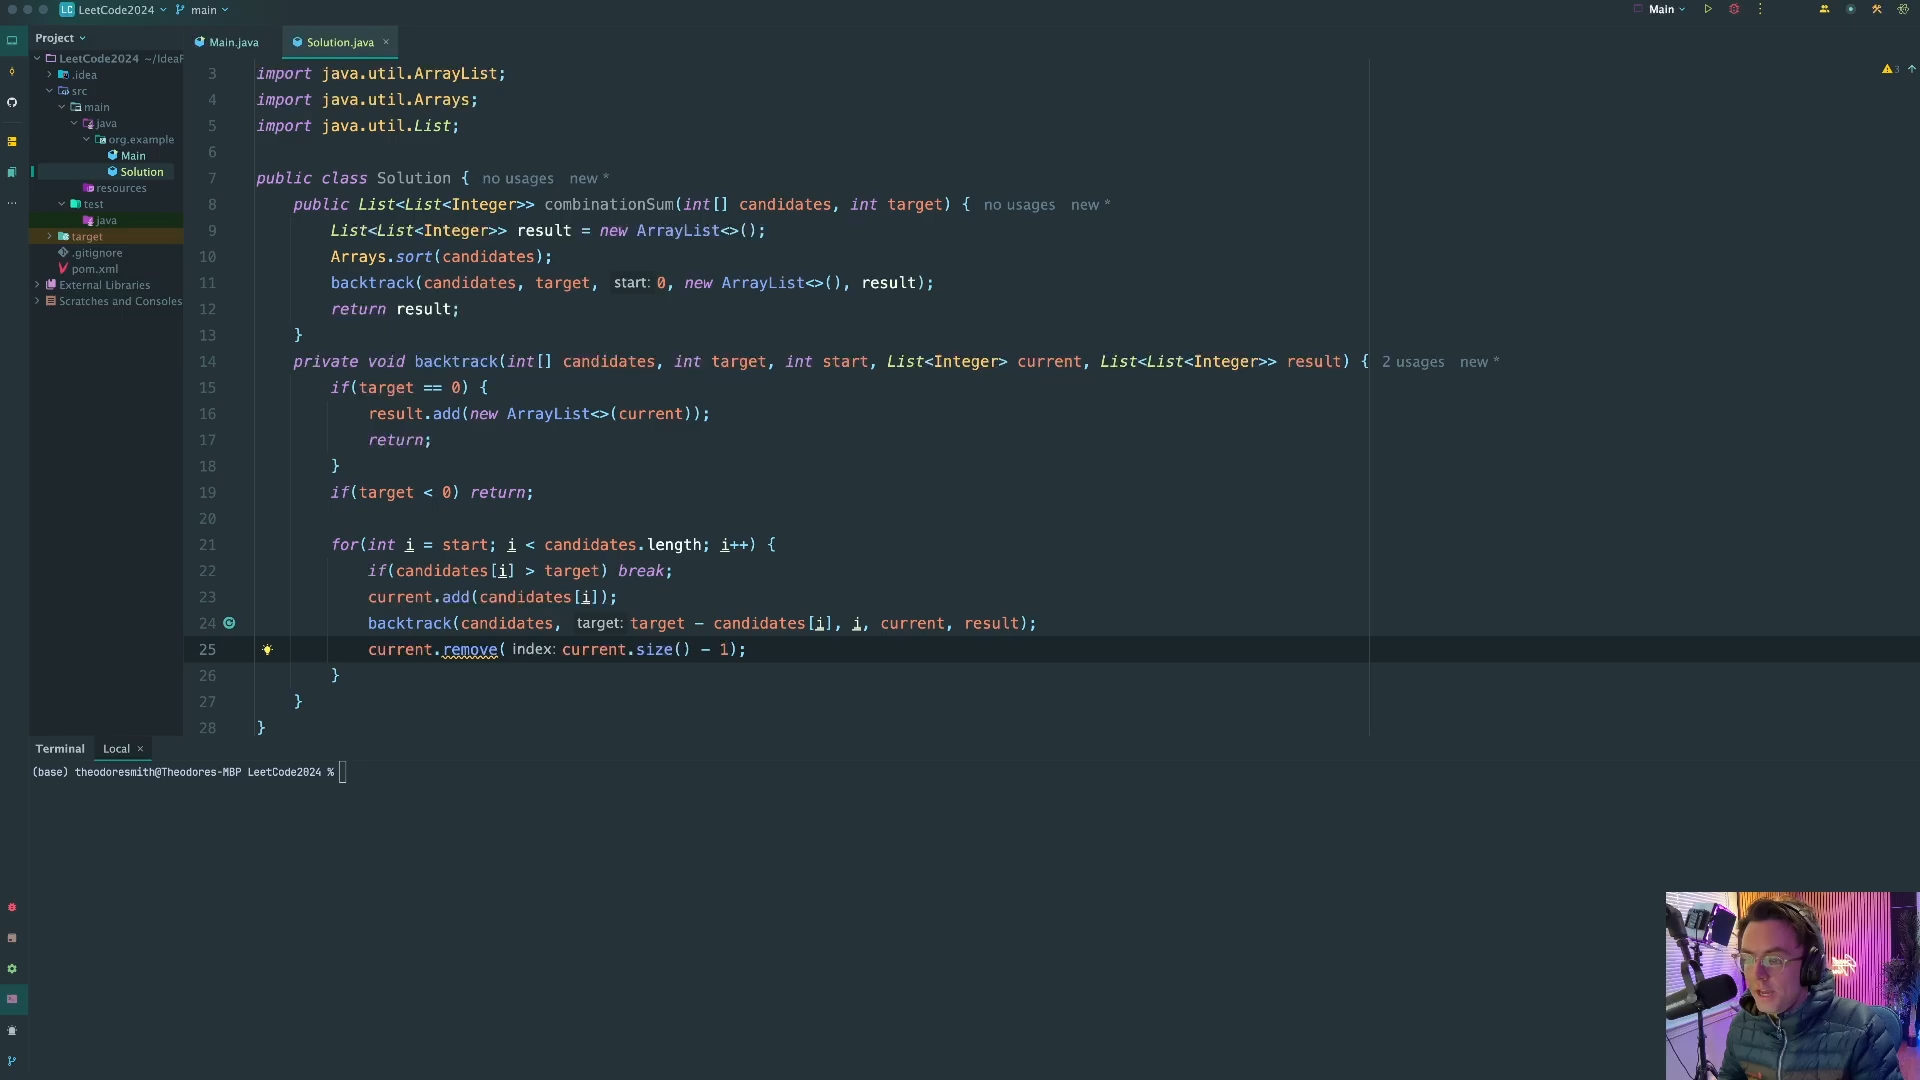 LC LeetCode2024 main
Main
Project
Main.java
Solution.java ×
LeetCode2024 ~/IdeaP
.idea
src
main
java
org.example
Main
Solution
resources
test
java
target
.gitignore
pom.xml
External Libraries
Scratches and Consoles
3 import java.util.ArrayList;
4 import java.util.Arrays;
5 import java.util.List;
6
7 public class Solution { no usages new *
8 public List<List<Integer>> combinationSum(int[] candidates, int target) { no usages new *
9 List<List<Integer>> result = new ArrayList<>();
10 Arrays.sort(candidates);
11 backtrack(candidates, target, start: 0, new ArrayList<>(), result);
12 return result;
13 }
14 private void backtrack(int[] candidates, int target, int start, List<Integer> current, List<List<Integer>> result) { 2 usages new *
15 if(target == 0) {
16 result.add(new ArrayList<>(current));
17 return;
18 }
19 if(target < 0) return;
20
21 for(int i = start; i < candidates.length; i++) {
22 if(candidates[i] > target) break;
23 current.add(candidates[i]);
24 backtrack(candidates, target: target - candidates[i], i, current, result);
25 current.remove( index: current.size() - 1);
26 }
27 }
28 }
3
Terminal Local ×
(base) theodoresmith@Theodores-MBP LeetCode2024 %